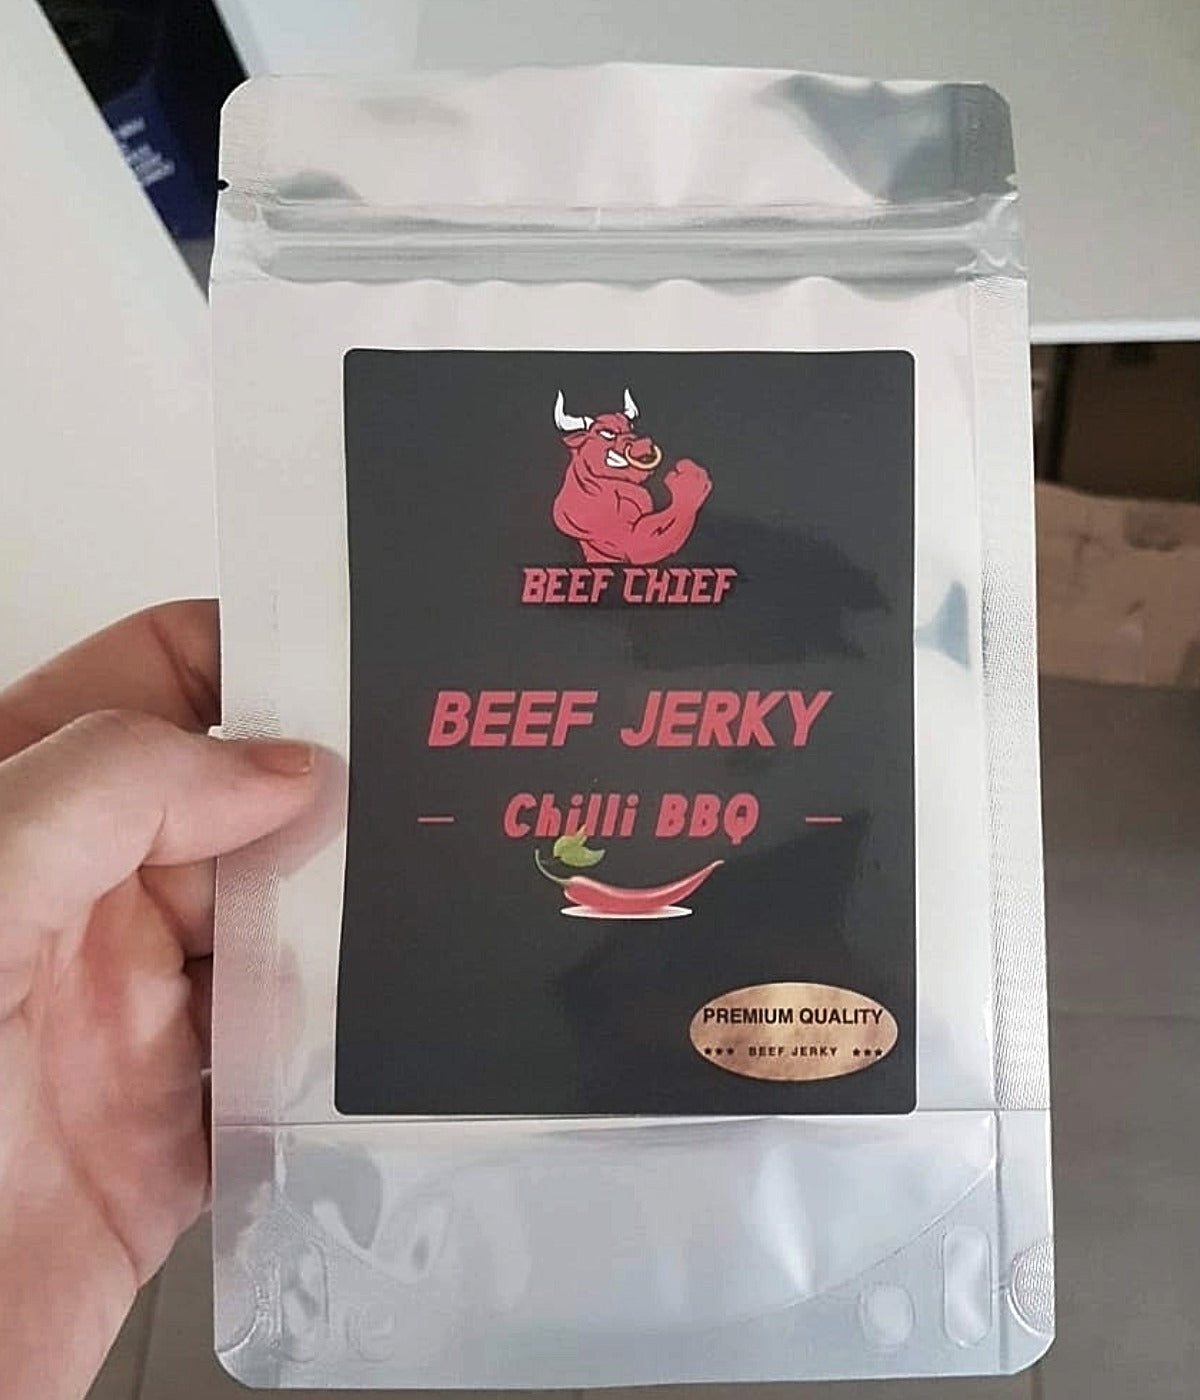 BEEF CHIEF
BEEF JERKY
Chilli BBQ
PREMIUM QUALITY
*** BEEF JERKY ***